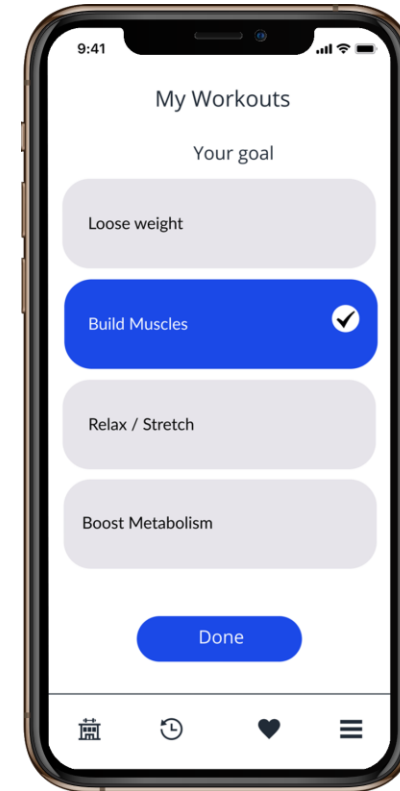 9:41
My Workouts
Your goal
Loose weight
Build Muscles
Relax / Stretch
Boost Metabolism
Done